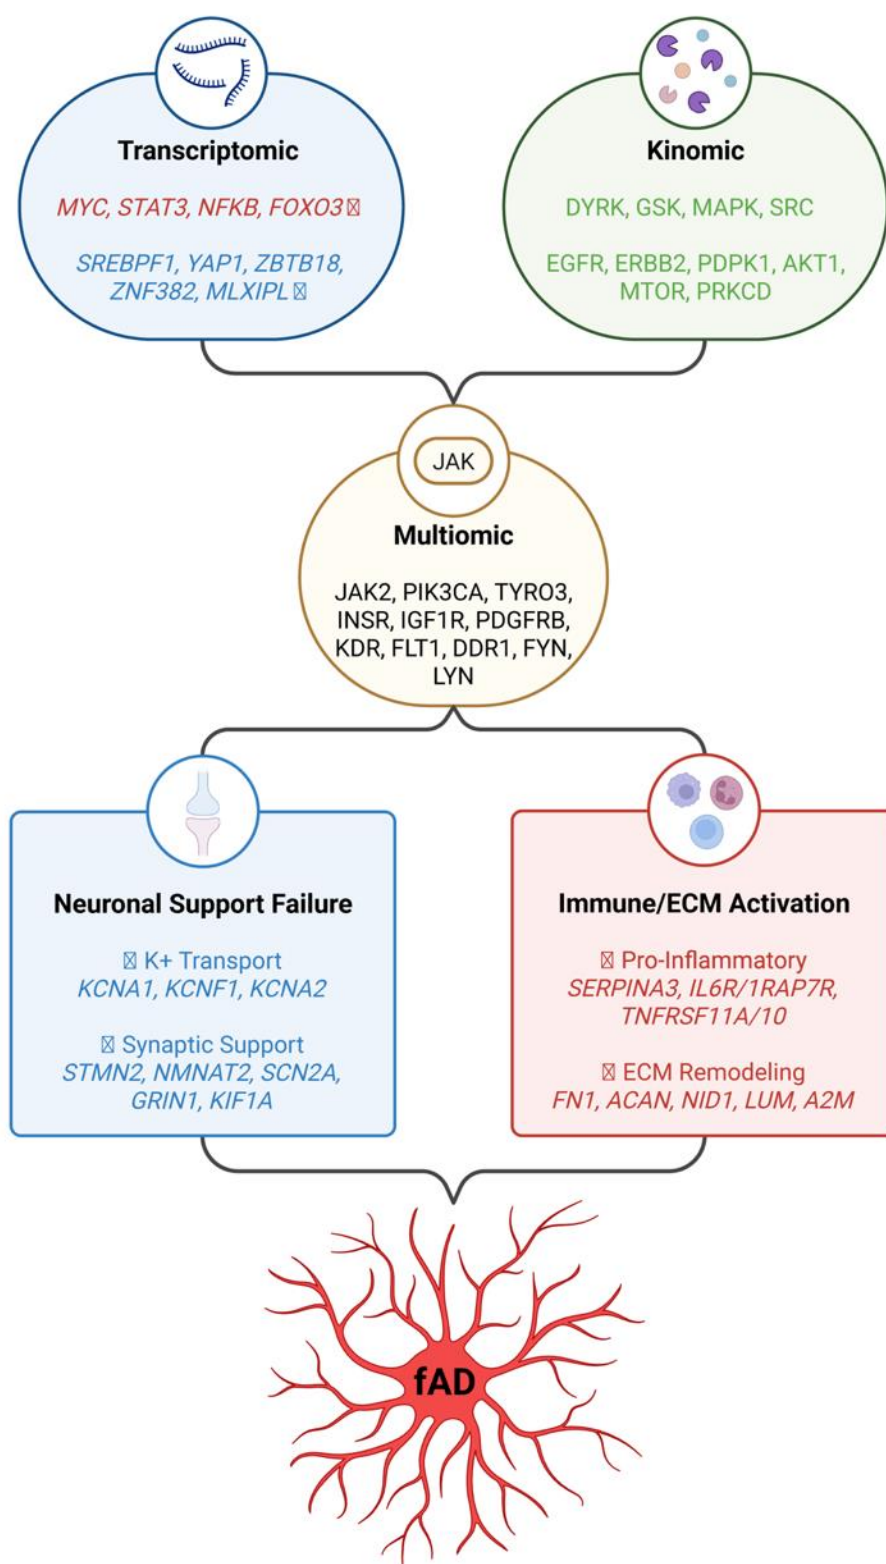 Transcriptomic
MYC, STAT3, NFKB, FOXO3
SREBPF1, YAP1, ZBTB18,
ZNF382, MLXIPL
Kinomic
DYRK, GSK, MAPK, SRC
EGFR, ERBB2, PDPK1, AKT1,
MTOR, PRKCD
JAK
Multiomic
JAK2, PIK3CA, TYRO3,
INSR, IGF1R, PDGFRB,
KDR, FLT1, DDR1, FYN,
LYN
Neuronal Support Failure
K+ Transport
KCNA1, KCNF1, KCNA2
Synaptic Support
STMN2, NMNAT2, SCN2A,
GRIN1, KIF1A
Immune/ECM Activation
Pro-Inflammatory
SERPINA3, IL6R/1RAP7R,
TNFRSF11A/10
ECM Remodeling
FN1, ACAN, NID1, LUM, A2M
fAD